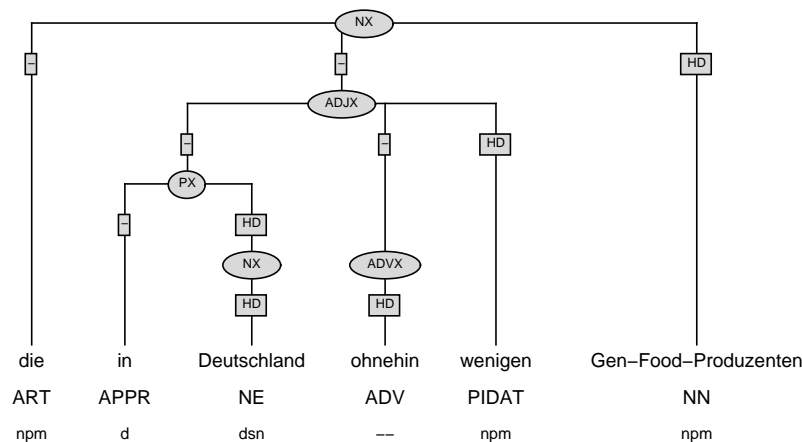 NX
– – HD
ADJX
– – HD
PX
– HD
NX ADVX
HD HD
die in Deutschland ohnehin wenigen Gen−Food−Produzenten
ART APPR NE ADV PIDAT NN
npm d dsn −− npm npm